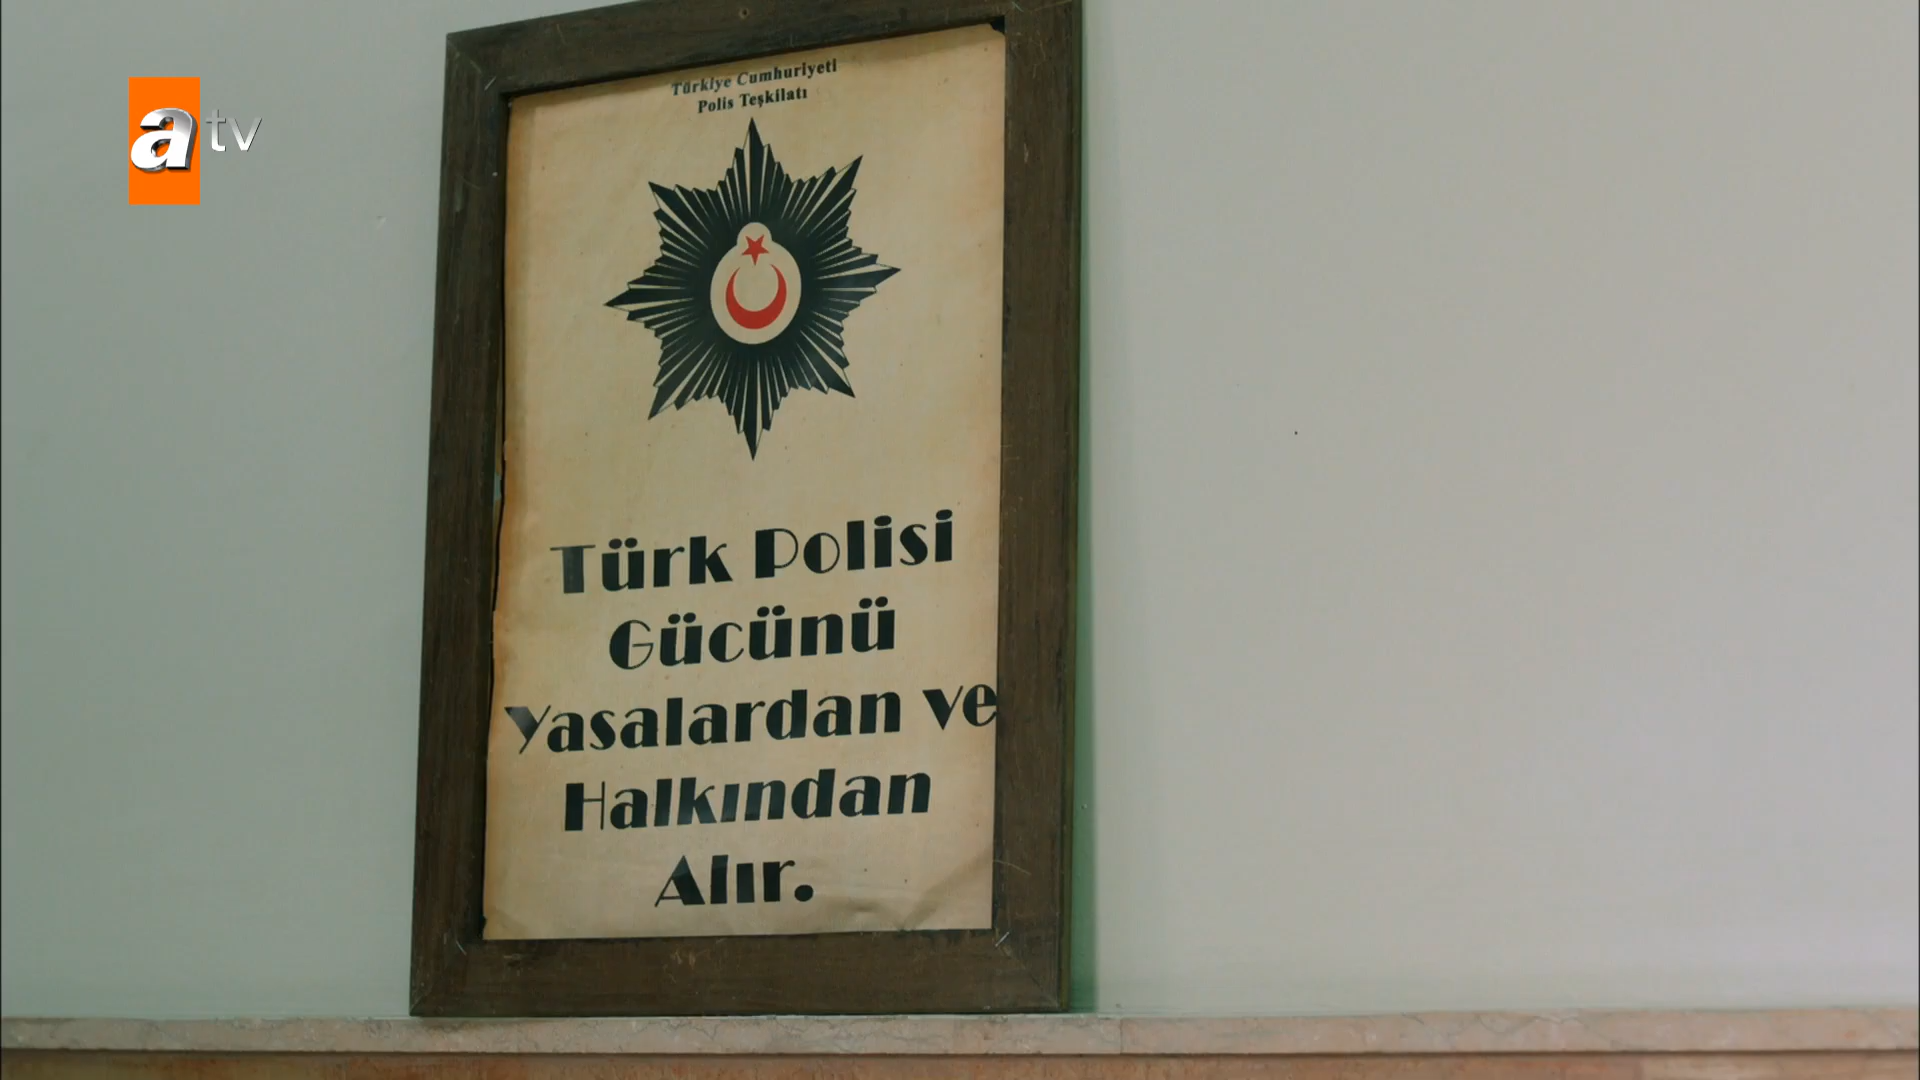 atv
Türkiye Cumhuriyeti
Polis Teşkilatı
Türk Polisi
Gücünü
Yasalardan ve
Halkından
Alır.